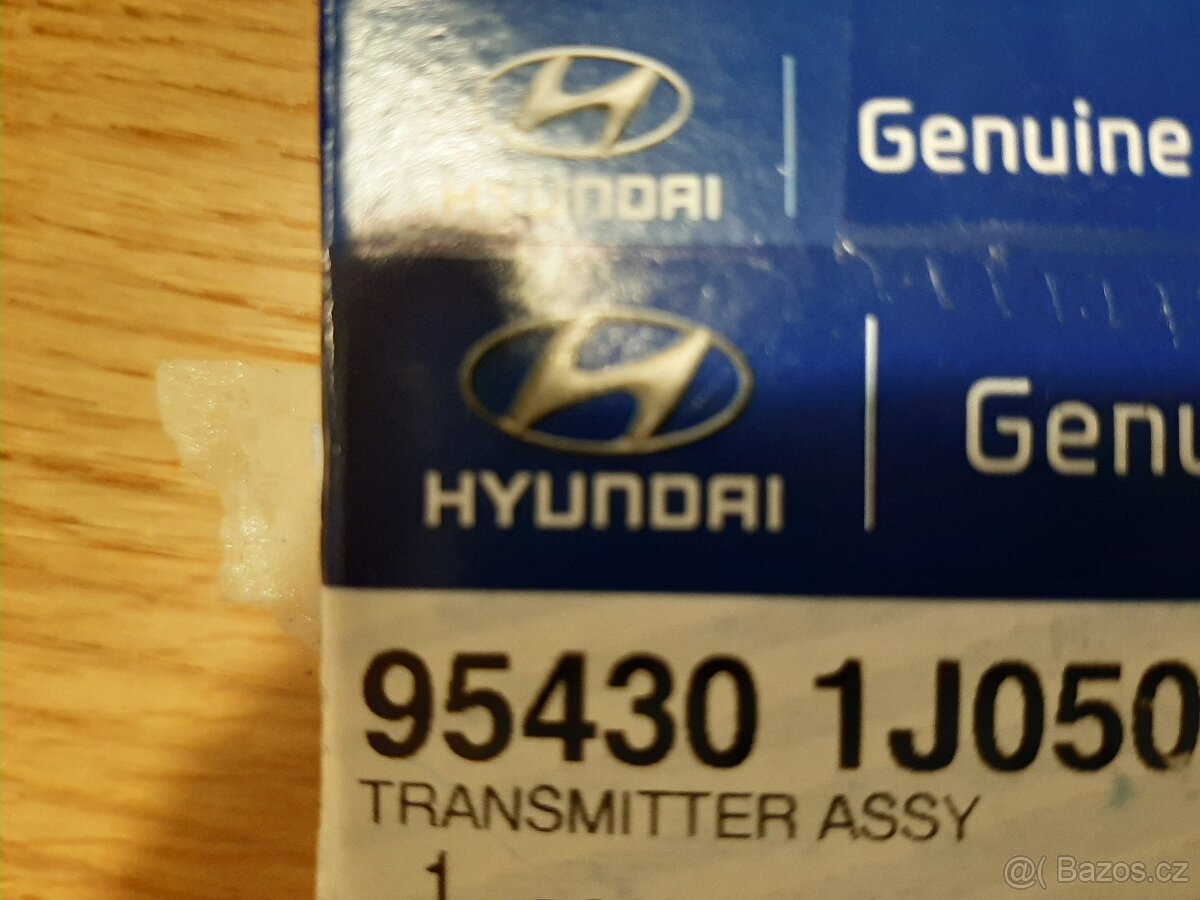 HYUNDAI
Genuine
HYUNDAI
Genu
95430 1J050
TRANSMITTER ASSY
1
@( Bazos.cz